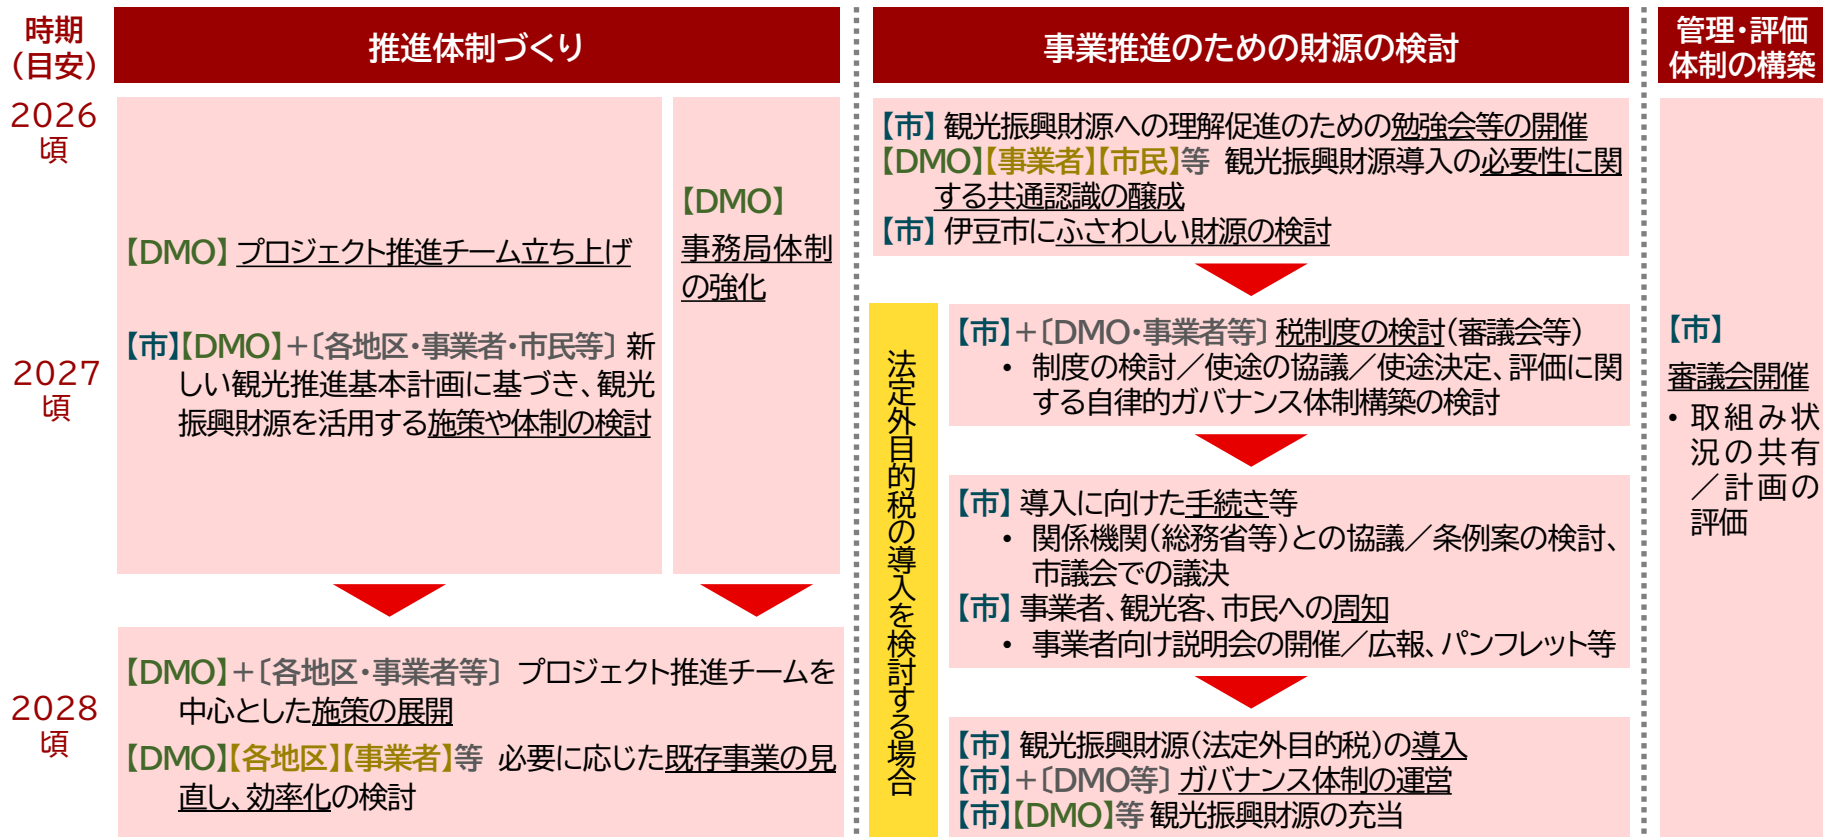 時期
（目安）
推進体制づくり
事業推進のための財源の検討
管理・評価
体制の構築
2026
頃
2027
頃
2028
頃
【DMO】プロジェクト推進チーム立ち上げ
【市】【DMO】＋〔各地区・事業者・市民等〕新
しい観光推進基本計画に基づき、観光
振興財源を活用する施策や体制の検討
【DMO】
事務局体制
の強化
【DMO】＋〔各地区・事業者等〕 プロジェクト推進チームを
中心とした施策の展開
【DMO】【各地区】【事業者】等 必要に応じた既存事業の見
直し、効率化の検討
【市】観光振興財源への理解促進のための勉強会等の開催
【DMO】【事業者】【市民】等 観光振興財源導入の必要性に関
する共通認識の醸成
【市】伊豆市にふさわしい財源の検討
法定外目的税の導入を検討する場合
【市】＋〔DMO・事業者等〕税制度の検討（審議会等）
• 制度の検討／使途の協議／使途決定、評価に関
する自律的ガバナンス体制構築の検討
【市】導入に向けた手続き等
• 関係機関（総務省等）との協議／条例案の検討、
市議会での議決
【市】事業者、観光客、市民への周知
• 事業者向け説明会の開催／広報、パンフレット等
【市】観光振興財源（法定外目的税）の導入
【市】＋〔DMO等〕ガバナンス体制の運営
【市】【DMO】等 観光振興財源の充当
【市】
審議会開催
• 取組み状
況の共有
／計画の
評価